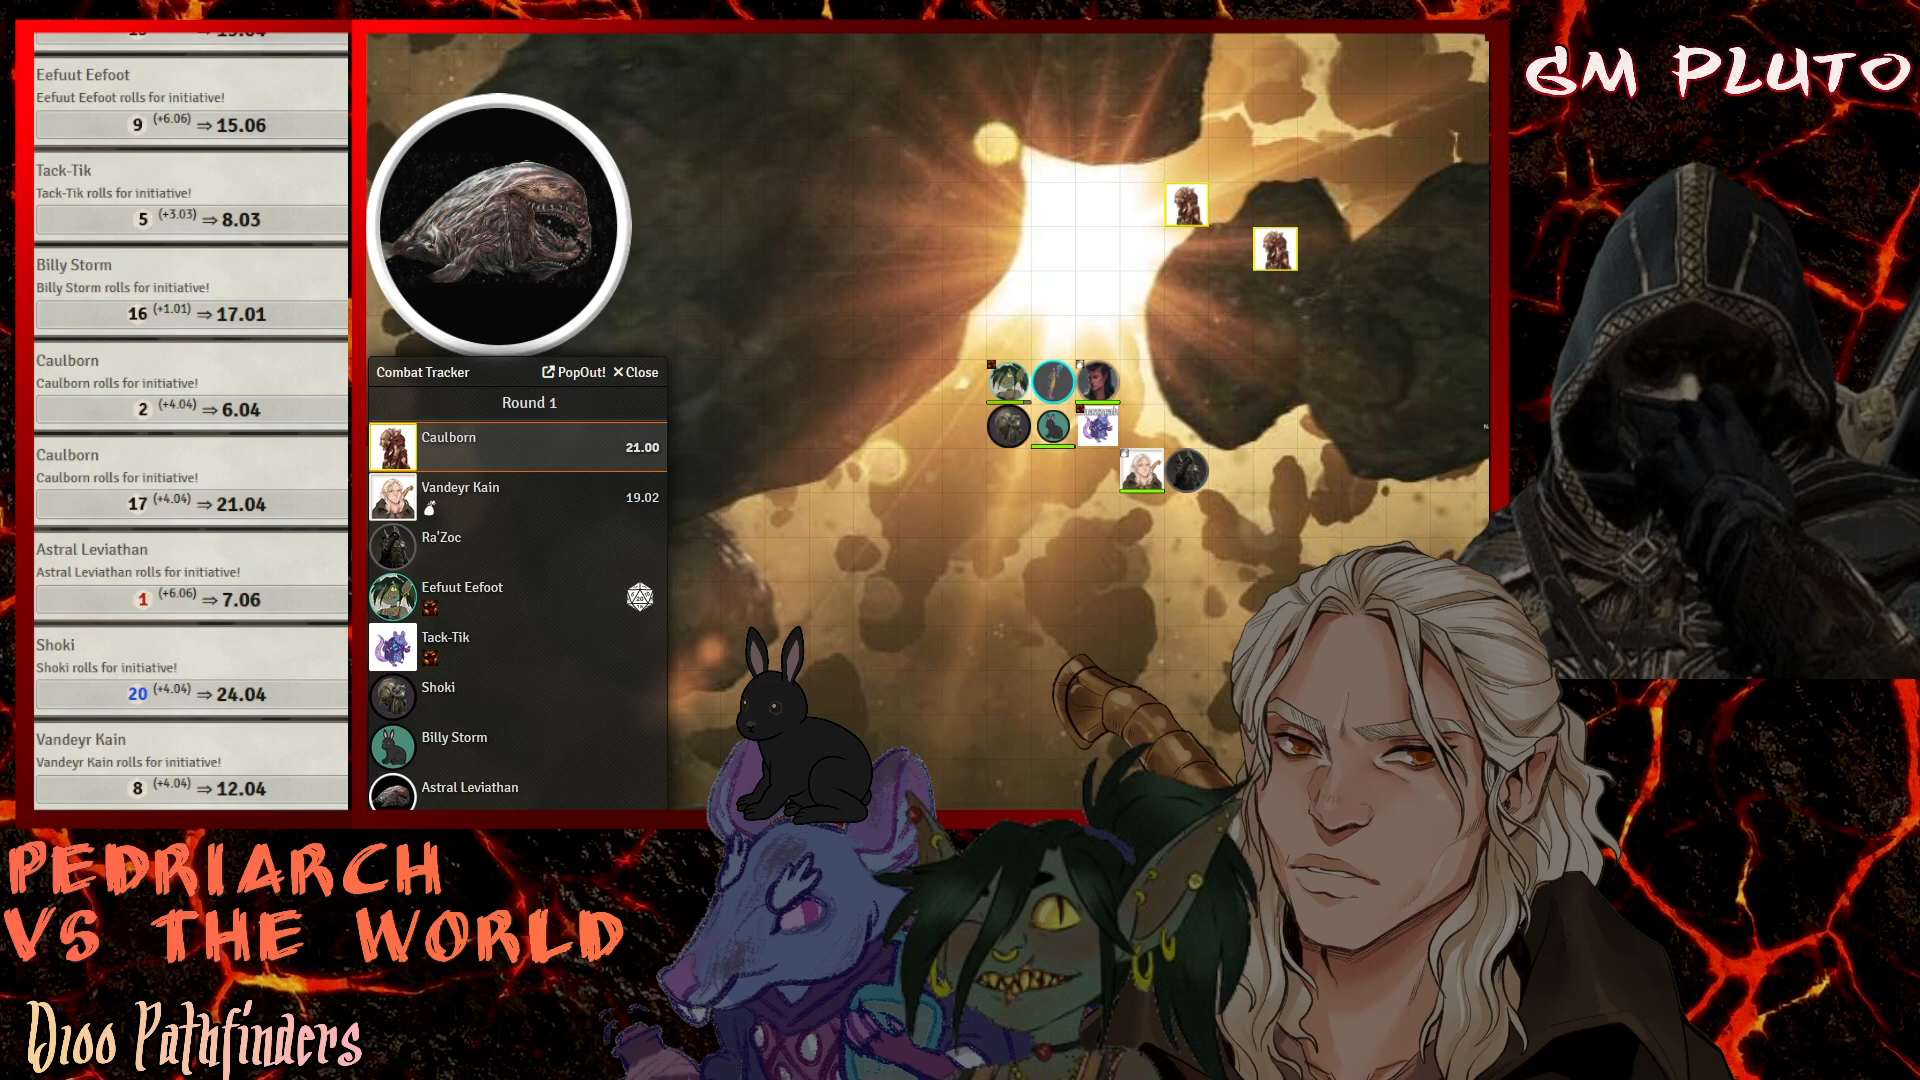 Eefuut Eefoot
Eefuut Eefoot rolls for initiative!
9 (+6.06) ⇒ 15.06
Tack-Tik
Tack-Tik rolls for initiative!
5 (+3.03) ⇒ 8.03
Billy Storm
Billy Storm rolls for initiative!
16 (+1.01) ⇒ 17.01
Caulborn
Caulborn rolls for initiative!
2 (+4.04) ⇒ 6.04
Caulborn
Caulborn rolls for initiative!
17 (+4.04) ⇒ 21.04
Astral Leviathan
Astral Leviathan rolls for initiative!
1 (+6.06) ⇒ 7.06
Shoki
Shoki rolls for initiative!
20 (+4.04) ⇒ 24.04
Vandeyr Kain
Vandeyr Kain rolls for initiative!
8 (+4.04) ⇒ 12.04
Combat Tracker PopOut! Close
Round 1
Caulborn 21.00
Vandeyr Kain 19.02
Ra'Zoc
Eefuut Eefoot
Tack-Tik
Shoki
Billy Storm
Astral Leviathan
GM PLUTO
PEDRIARCH
VS THE WORLD
D100 Pathfinders